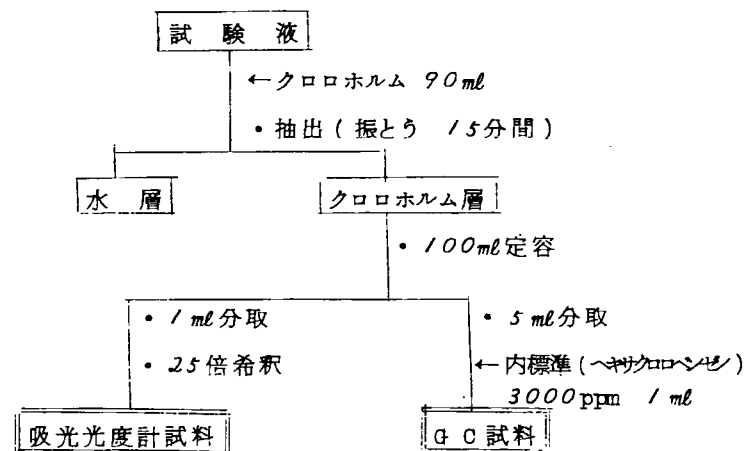 試験液
←クロロホルム 90ml
・抽出(振とう 15分間)
水層
クロロホルム層
・100ml定容
・1ml分取
・25倍希釈
・5ml分取
←内標準(ヘキサクロロベンゼン)
3000ppm 1ml
吸光光度計試料
GC試料